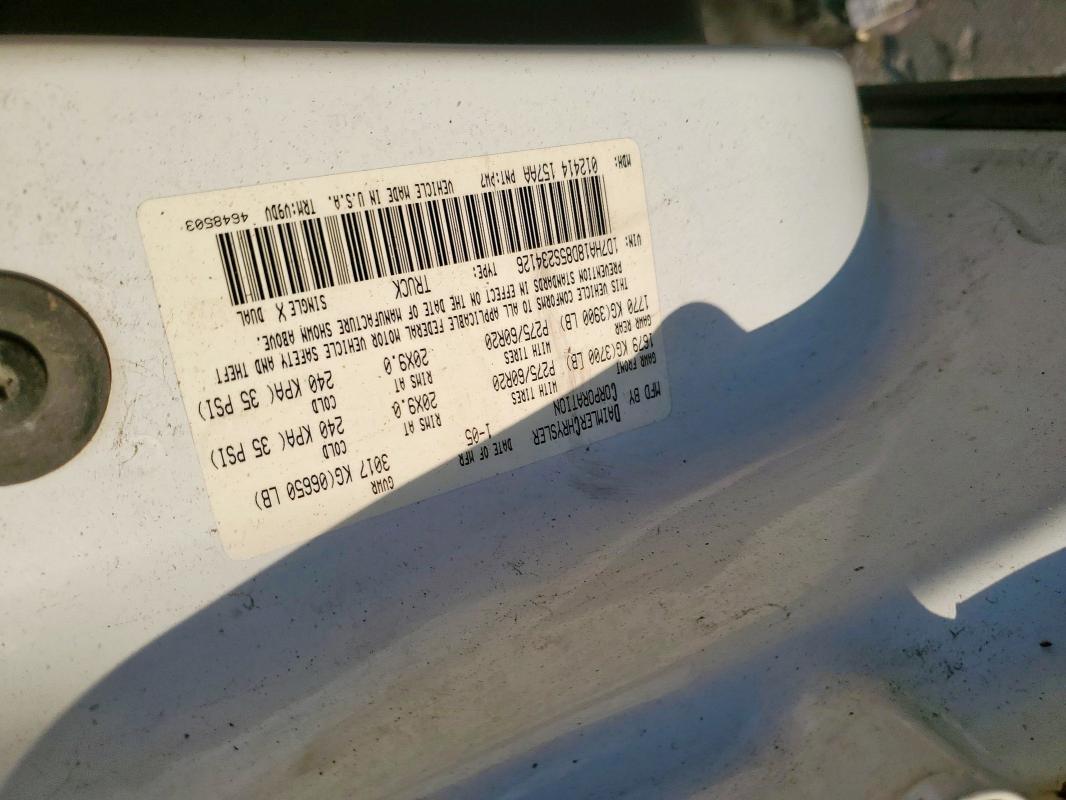 MFD BY DAIMLERCHRYSLER CORPORATION
DATE OF MFR 1-05
GVWR 3017 KG(06650 LB)
GAWR FRONT WITH TIRES RIMS AT COLD
1679 KG(3700 LB) P275/60R20 20X9.0 240 KPA( 35 PSI)
GAWR REAR WITH TIRES RIMS AT COLD
1770 KG(3900 LB) P275/60R20 20X9.0 240 KPA( 35 PSI)
THIS VEHICLE CONFORMS TO ALL APPLICABLE FEDERAL MOTOR VEHICLE SAFETY AND THEFT
PREVENTION STANDARDS IN EFFECT ON THE DATE OF MANUFACTURE SHOWN ABOVE.
VIN: 1D7HA18D85S234126 TYPE: TRUCK SINGLE X DUAL
MDH: 012414 157AA PNT:PW7 VEHICLE MADE IN U.S.A. TRM:U9DV 4648503